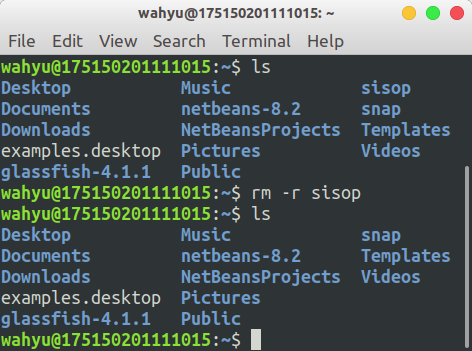 wahyu@175150201111015: ~
File Edit View Search Terminal Help
wahyu@175150201111015:~$ ls
Desktop Music sisop
Documents netbeans-8.2 snap
Downloads NetBeansProjects Templates
examples.desktop Pictures Videos
glassfish-4.1.1 Public
wahyu@175150201111015:~$ rm -r sisop
wahyu@175150201111015:~$ ls
Desktop Music snap
Documents netbeans-8.2 Templates
Downloads NetBeansProjects Videos
examples.desktop Pictures
glassfish-4.1.1 Public
wahyu@175150201111015:~$